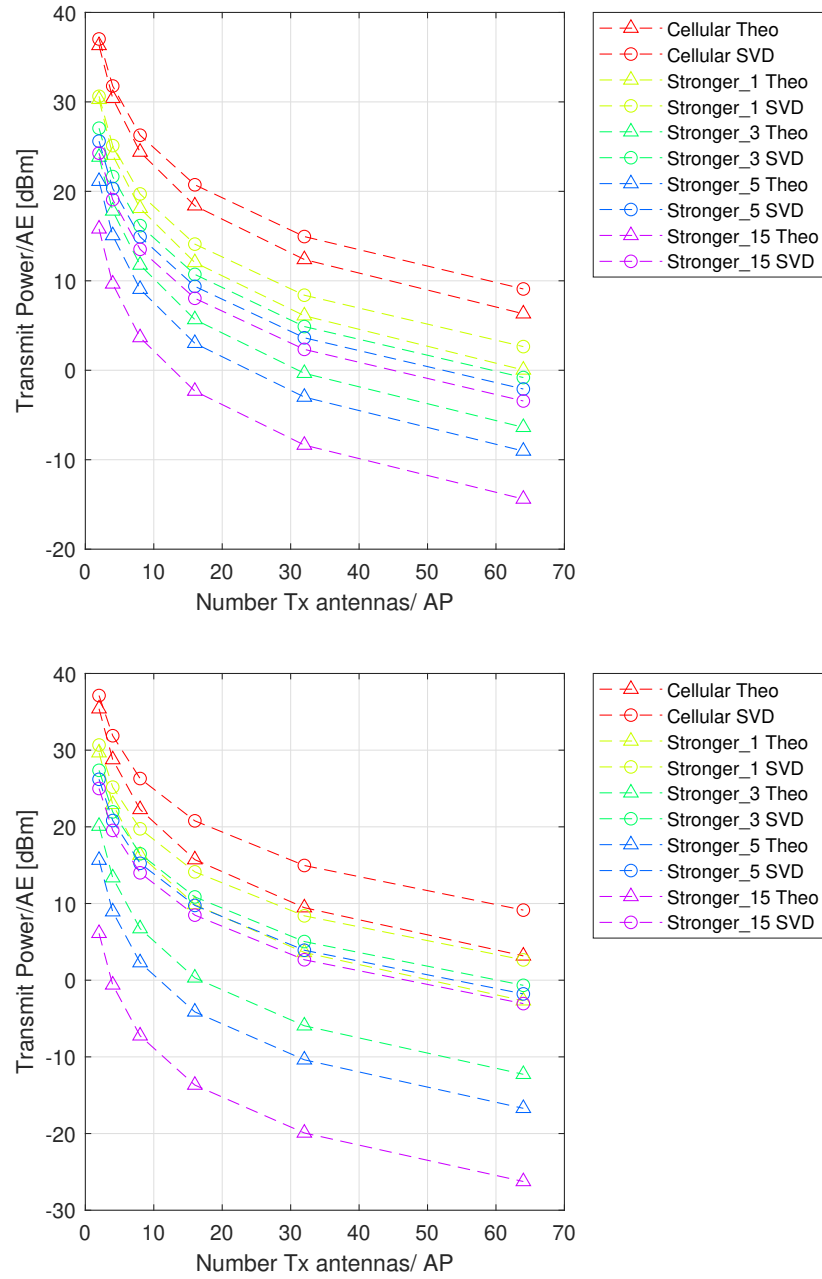 40
30
20
10
0
-10
-20
0 10 20 30 40 50 60 70
Transmit Power/AE [dBm]
Number Tx antennas/ AP
Cellular Theo
Cellular SVD
Stronger_1 Theo
Stronger_1 SVD
Stronger_3 Theo
Stronger_3 SVD
Stronger_5 Theo
Stronger_5 SVD
Stronger_15 Theo
Stronger_15 SVD
40
30
20
10
0
-10
-20
-30
0 10 20 30 40 50 60 70
Transmit Power/AE [dBm]
Number Tx antennas/ AP
Cellular Theo
Cellular SVD
Stronger_1 Theo
Stronger_1 SVD
Stronger_3 Theo
Stronger_3 SVD
Stronger_5 Theo
Stronger_5 SVD
Stronger_15 Theo
Stronger_15 SVD